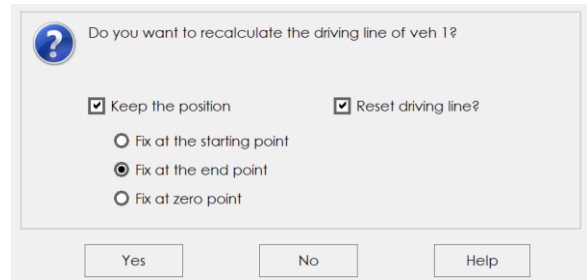 Do you want to recalculate the driving line of veh 1?
Keep the position
Reset driving line?
Fix at the starting point
Fix at the end point
Fix at zero point
Yes
No
Help